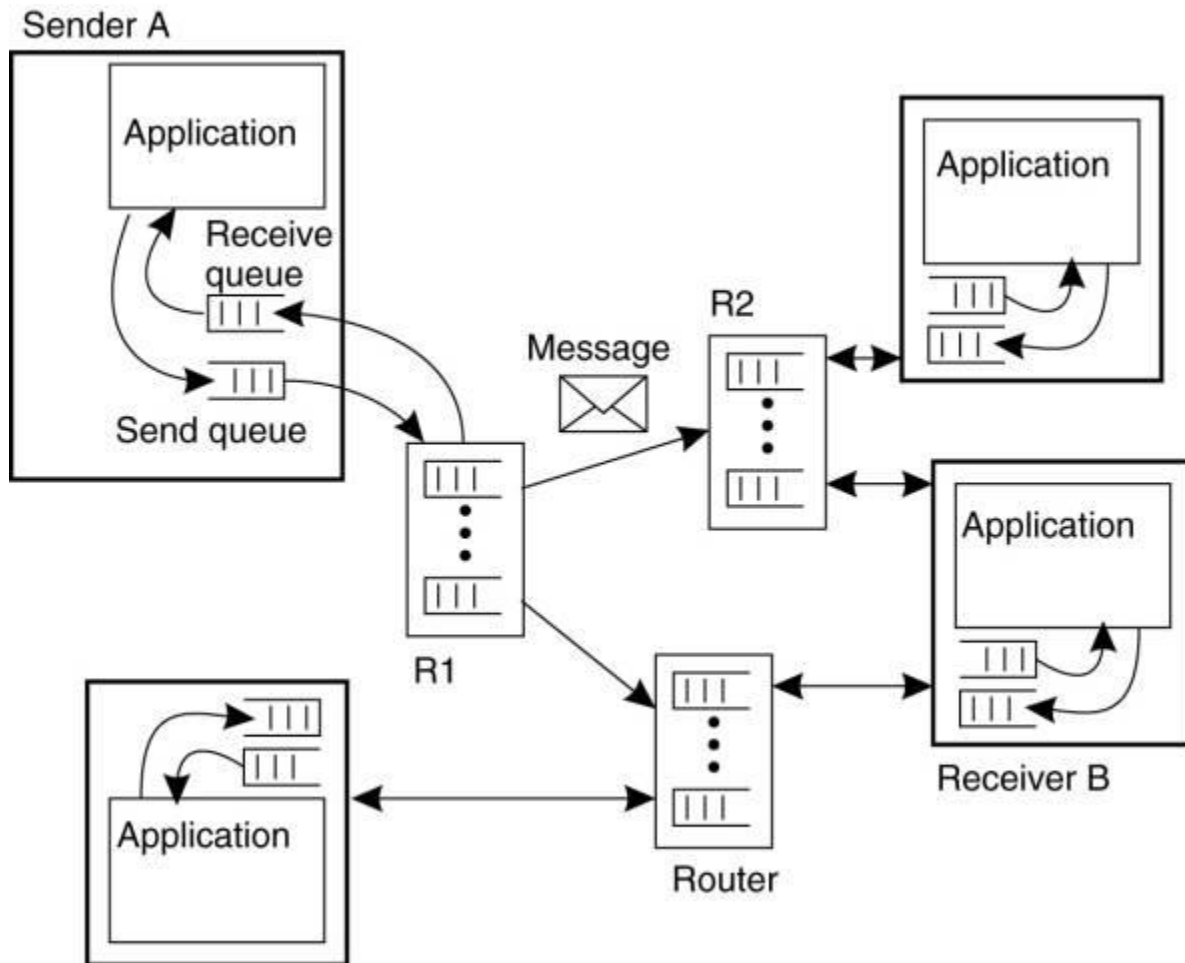 Sender A
Application
Receive
queue
Send queue
Message
R2
Application
R1
Application
Receiver B
Application
Router